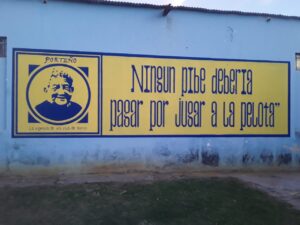 PORTEÑO
NINGUN PIBE DEBERIA
PAGAR POR JUGAR A LA PELOTA"